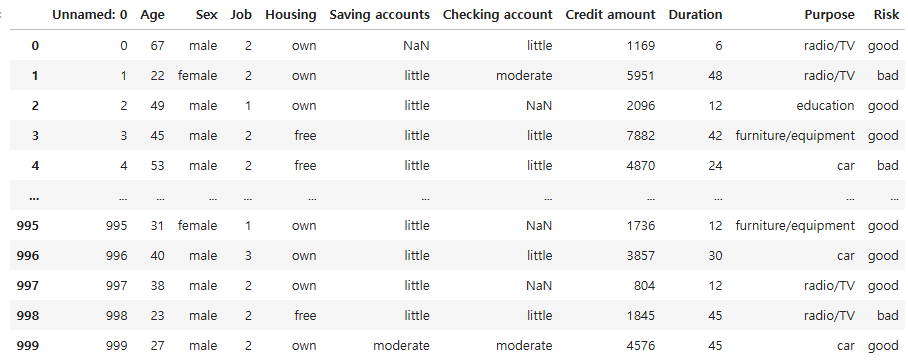 Unnamed: 0 Age Sex Job Housing Saving accounts Checking account Credit amount Duration Purpose Risk
0 0 67 male 2 own NaN little 1169 6 radio/TV good
1 1 22 female 2 own little moderate 5951 48 radio/TV bad
2 2 49 male 1 own little NaN 2096 12 education good
3 3 45 male 2 free little little 7882 42 furniture/equipment good
4 4 53 male 2 free little little 4870 24 car bad
... ... ... ... ... ... ... ... ... ... ... ...
995 995 31 female 1 own little NaN 1736 12 furniture/equipment good
996 996 40 male 3 own little little 3857 30 car good
997 997 38 male 2 own little NaN 804 12 radio/TV good
998 998 23 male 2 free little little 1845 45 radio/TV bad
999 999 27 male 2 own moderate moderate 4576 45 car good